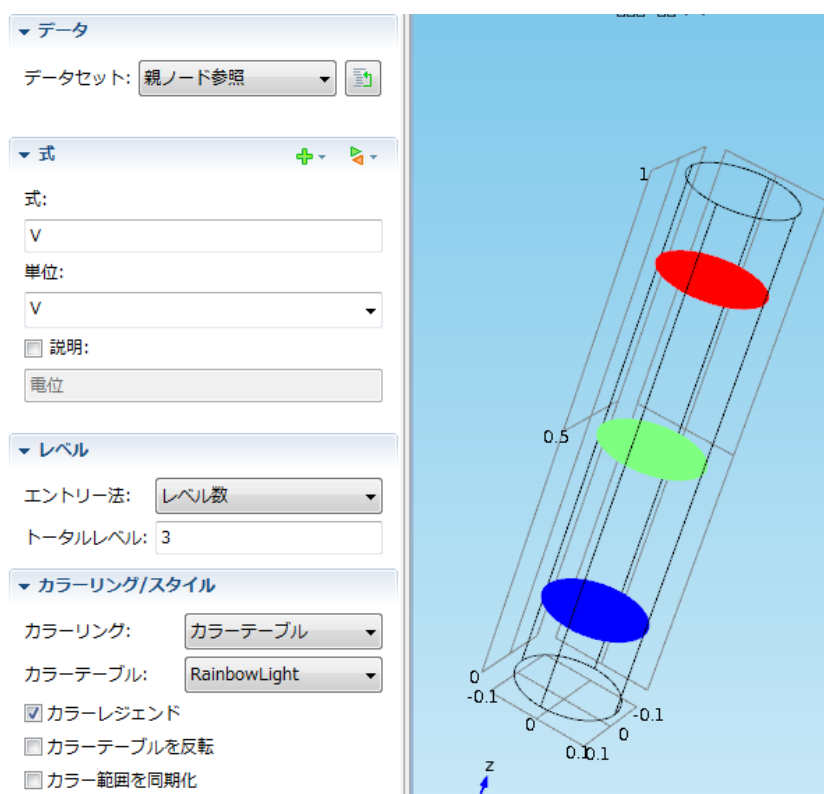 データ
データセット: 親ノード参照
式
式:
V
単位:
V
説明:
電位
レベル
エントリー法: レベル数
トータルレベル: 3
カラーリング/スタイル
カラーリング: カラーテーブル
カラーテーブル: RainbowLight
カラーレジェンド
カラーテーブルを反転
カラー範囲を同期化
1
0.5
0
-0.1
-0.1
0
0
0.1
0.1
z